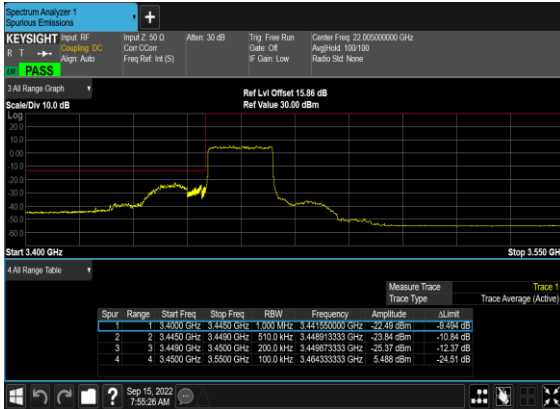 Spectrum Analyzer 1
Spurious Emissions
KEYSIGHT
R T
PASS
Input: RF
Coupling: DC
Align: Auto
Input Z: 50 Ω
Corr CCorr
Freq Ref: Int (S)
Atten: 30 dB
Trig: Free Run
Gate: Off
IF Gain: Low
Center Freq: 22.005000000 GHz
Avg|Hold: 100/100
Radio Std: None
3 All Range Graph
Scale/Div 10.0 dB
Ref Lvl Offset 15.86 dB
Ref Value 30.00 dBm
Log
20.0
10.0
0.00
-10.0
-20.0
-30.0
-40.0
-50.0
-60.0
Start 3.400 GHz
Stop 3.550 GH
4 All Range Table
Measure Trace Trace 1
Trace Type Trace Average (Active)
Spur Range Start Freq Stop Freq RBW Frequency Amplitude ΔLimit
1 1 3.4000 GHz 3.4450 GHz 1.000 MHz 3.441550000 GHz -22.49 dBm -9.494 dB
2 2 3.4450 GHz 3.4490 GHz 510.0 kHz 3.448913333 GHz -23.84 dBm -10.84 dB
3 3 3.4490 GHz 3.4500 GHz 200.0 kHz 3.449673333 GHz -25.37 dBm -12.37 dB
4 4 3.4500 GHz 3.5500 GHz 100.0 kHz 3.464333333 GHz 5.488 dBm -24.51 dB
Sep 15, 2022
7:55:26 AM